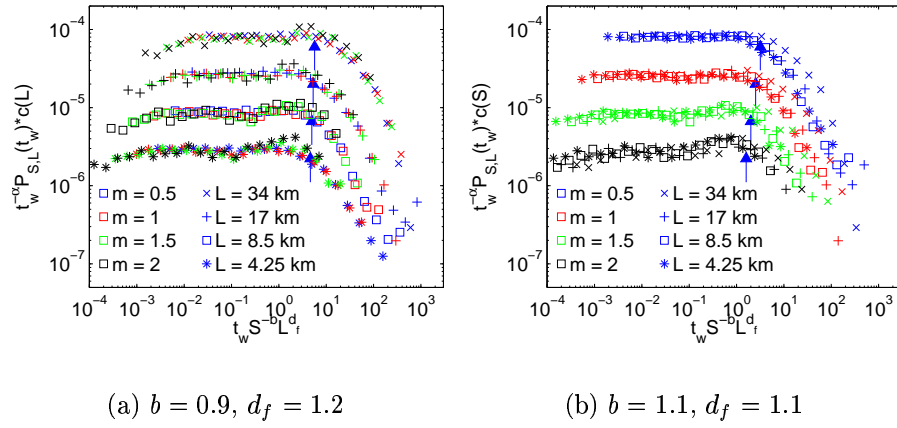 10^-4
10^-5
10^-6
10^-7
t_w^-α P_S,L(t_w)*c(L)
m = 0.5
m = 1
m = 1.5
m = 2
L = 34 km
L = 17 km
L = 8.5 km
L = 4.25 km
10^-4 10^-3 10^-2 10^-1 10^0 10^1 10^2 10^3
t_w S^-b L^d_f
(a) b = 0.9, d_f = 1.2
10^-4
10^-5
10^-6
10^-7
t_w^-α P_S,L(t_w)*c(S)
m = 0.5
m = 1
m = 1.5
m = 2
L = 34 km
L = 17 km
L = 8.5 km
L = 4.25 km
10^-4 10^-3 10^-2 10^-1 10^0 10^1 10^2 10^3
t_w S^-b L^d_f
(b) b = 1.1, d_f = 1.1